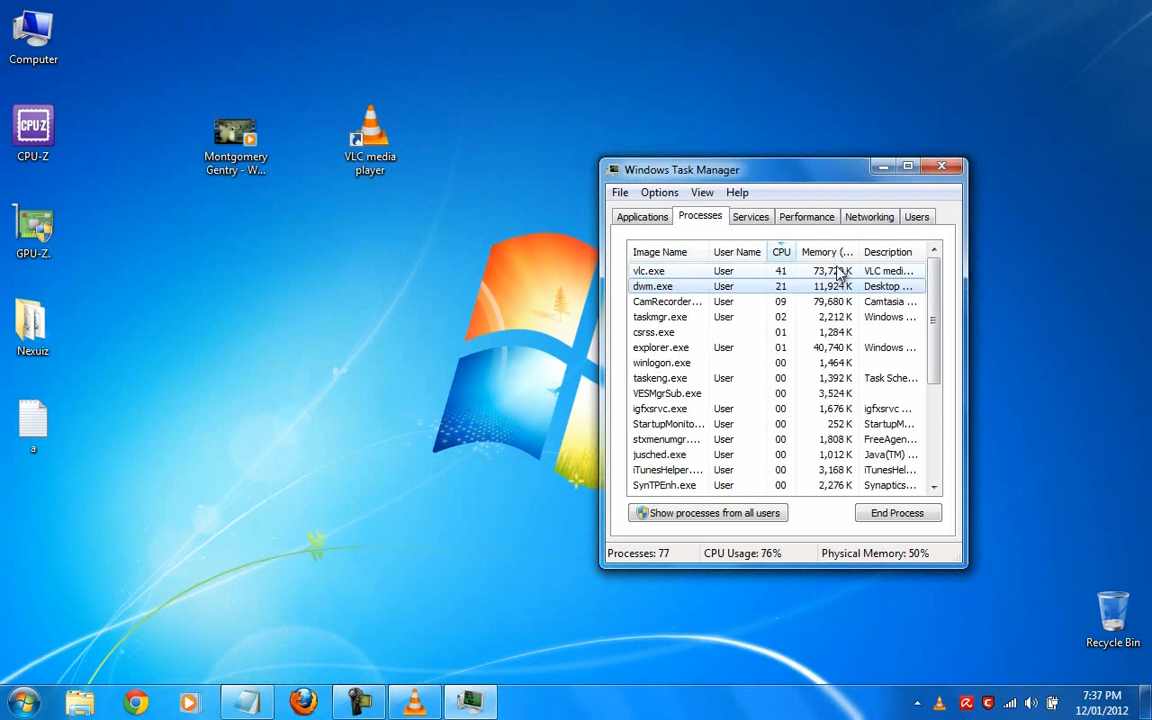 Computer
CPU-Z
CPU-Z
GPU-Z.
Nexuiz
a
Montgomery
Gentry - W...
VLC media
player
Windows Task Manager
File Options View Help
Applications Processes Services Performance Networking Users
Image Name User Name CPU Memory (... Description
vlc.exe User 41 VLC medi...
dwm.exe User 21 11,924 K Desktop ...
CamRecorder... User 09 79,680 K Camtasia ...
taskmgr.exe User 02 2,212 K Windows ...
csrss.exe 01 1,284 K
explorer.exe User 01 40,740 K Windows ...
winlogon.exe 00 1,464 K
taskeng.exe User 00 1,392 K Task Sche...
VESMgrSub.exe 00 3,524 K
igfxsrvc.exe User 00 1,676 K igfxsrvc ...
StartupMonito... User 00 252 K StartupM...
stxmenumgr.... User 00 1,808 K FreeAgen...
jusched.exe User 00 1,012 K Java(TM) ...
iTunesHelper.... User 00 3,168 K iTunesHel...
SynTPEnh.exe User 00 2,276 K Synaptics...
Show processes from all users End Process
Processes: 77 CPU Usage: 76% Physical Memory: 50%
Recycle Bin
7:37 PM
12/01/2012